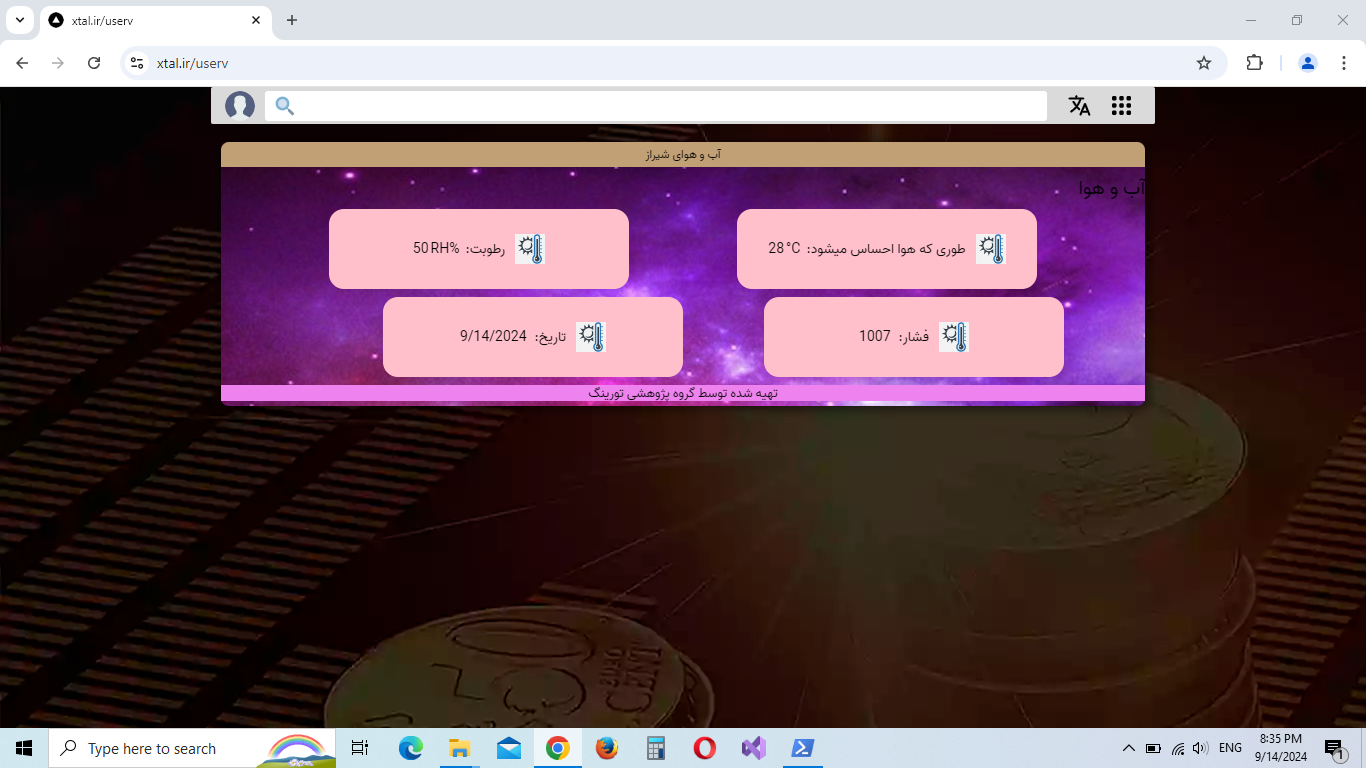 xtal.ir/userv
xtal.ir/userv
آب و هوای شیراز
آب و هوا
طوری که هوا احساس میشود: 28 °C
رطوبت: 50 RH%
فشار: 1007
تاریخ: 9/14/2024
تهیه شده توسط گروه پژوهشی تورینگ
Type here to search
ENG
8:35 PM
9/14/2024
1